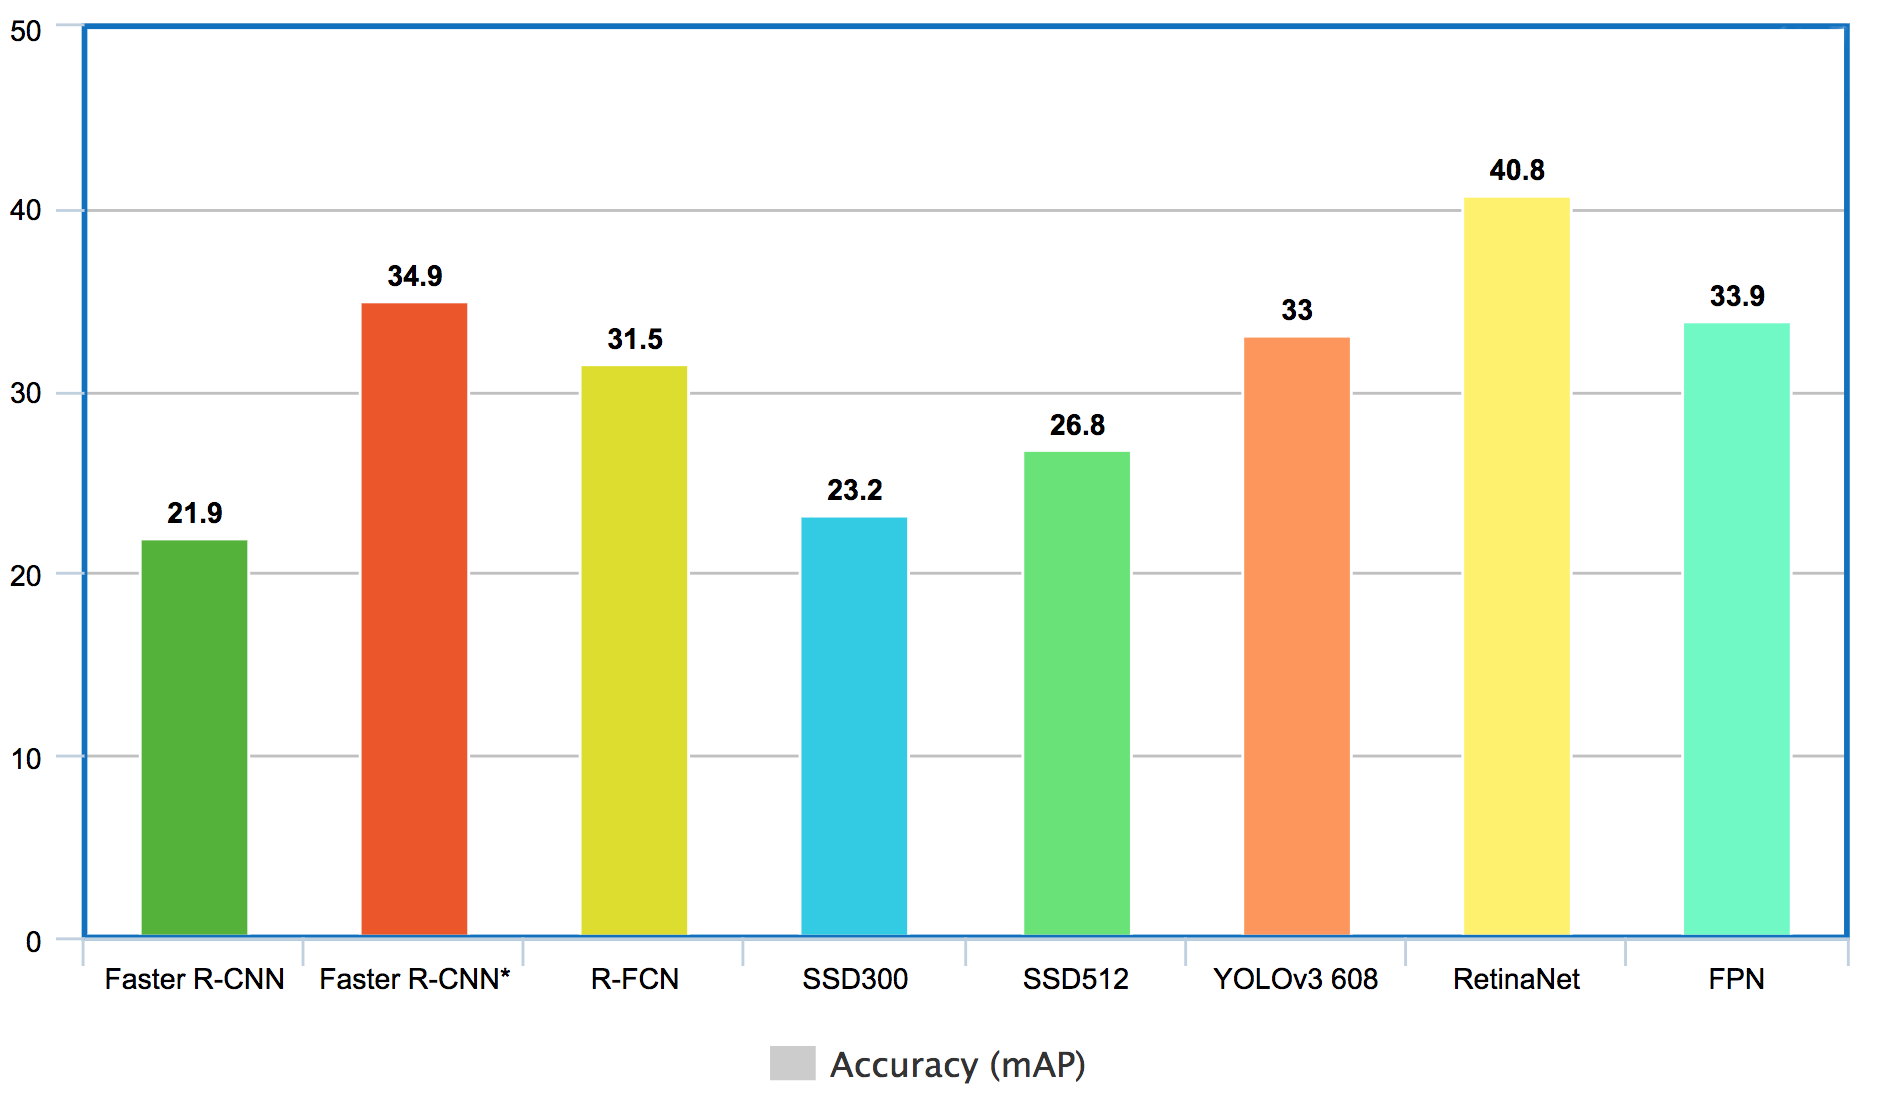 50
40
30
20
10
0
21.9
34.9
31.5
23.2
26.8
33
40.8
33.9
Faster R-CNN
Faster R-CNN*
R-FCN
SSD300
SSD512
YOLOv3 608
RetinaNet
FPN
Accuracy (mAP)